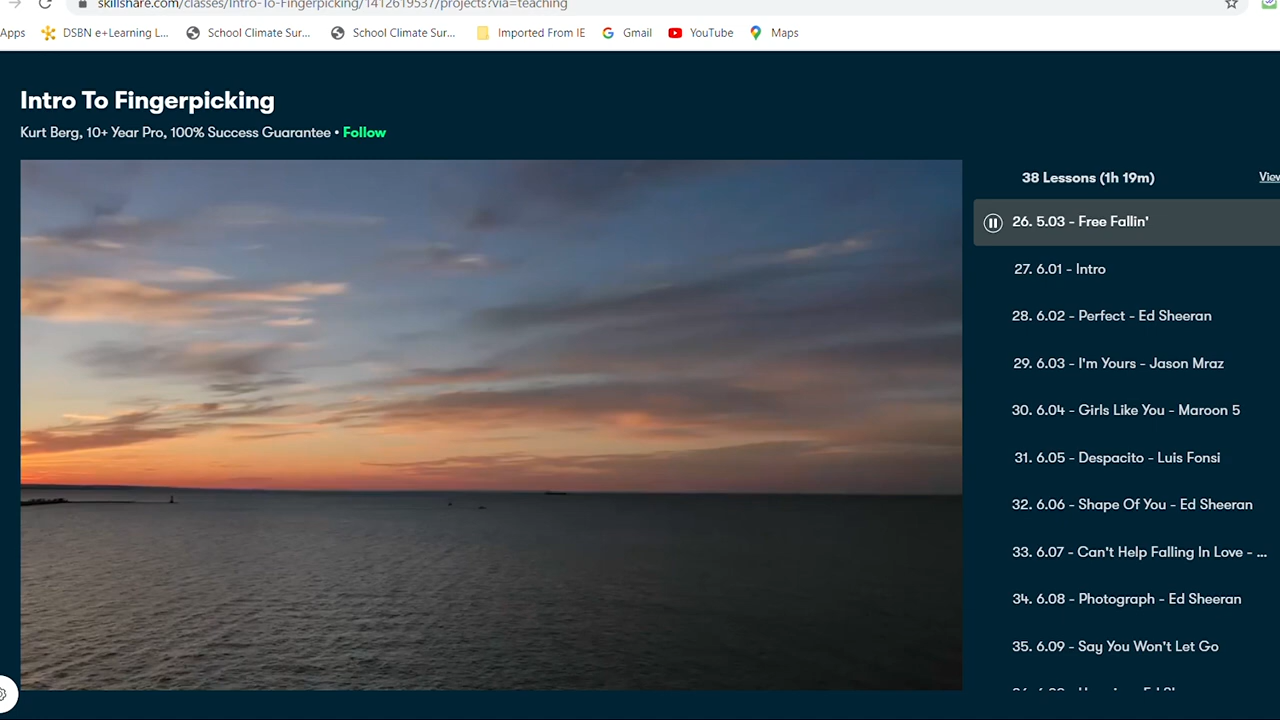 skillshare.com/classes/Intro-To-Fingerpicking/1412619537/projects?via=teaching
Apps DSBN e+Learning L... School Climate Sur... School Climate Sur... Imported From IE Gmail YouTube Maps
Intro To Fingerpicking
Kurt Berg, 10+ Year Pro, 100% Success Guarantee • Follow
38 Lessons (1h 19m) View
26. 5.03 - Free Fallin'
27. 6.01 - Intro
28. 6.02 - Perfect - Ed Sheeran
29. 6.03 - I'm Yours - Jason Mraz
30. 6.04 - Girls Like You - Maroon 5
31. 6.05 - Despacito - Luis Fonsi
32. 6.06 - Shape Of You - Ed Sheeran
33. 6.07 - Can't Help Falling In Love - ...
34. 6.08 - Photograph - Ed Sheeran
35. 6.09 - Say You Won't Let Go